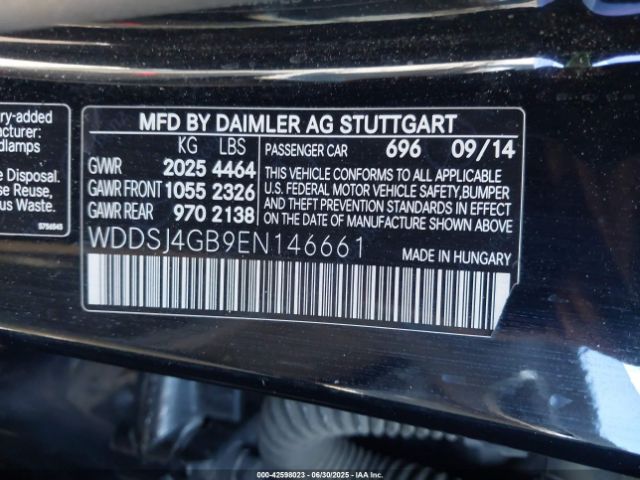 ry-added
acturer:
adlamps
e Disposal.
se Reuse,
us Waste.
MFD BY DAIMLER AG STUTTGART
KG LBS
GVWR 2025 4464
GAWR FRONT 1055 2326
GAWR REAR 970 2138
PASSENGER CAR 696 09/14
THIS VEHICLE CONFORMS TO ALL APPLICABLE
U.S. FEDERAL MOTOR VEHICLE SAFETY,BUMPER
AND THEFT PREVENTION STANDARDS IN EFFECT
ON THE DATE OF MANUFACTURE SHOWN ABOVE.
WDDSJ4GB9EN146661
MADE IN HUNGARY
00-42598023 - 06/30/2025 - IAA Inc.